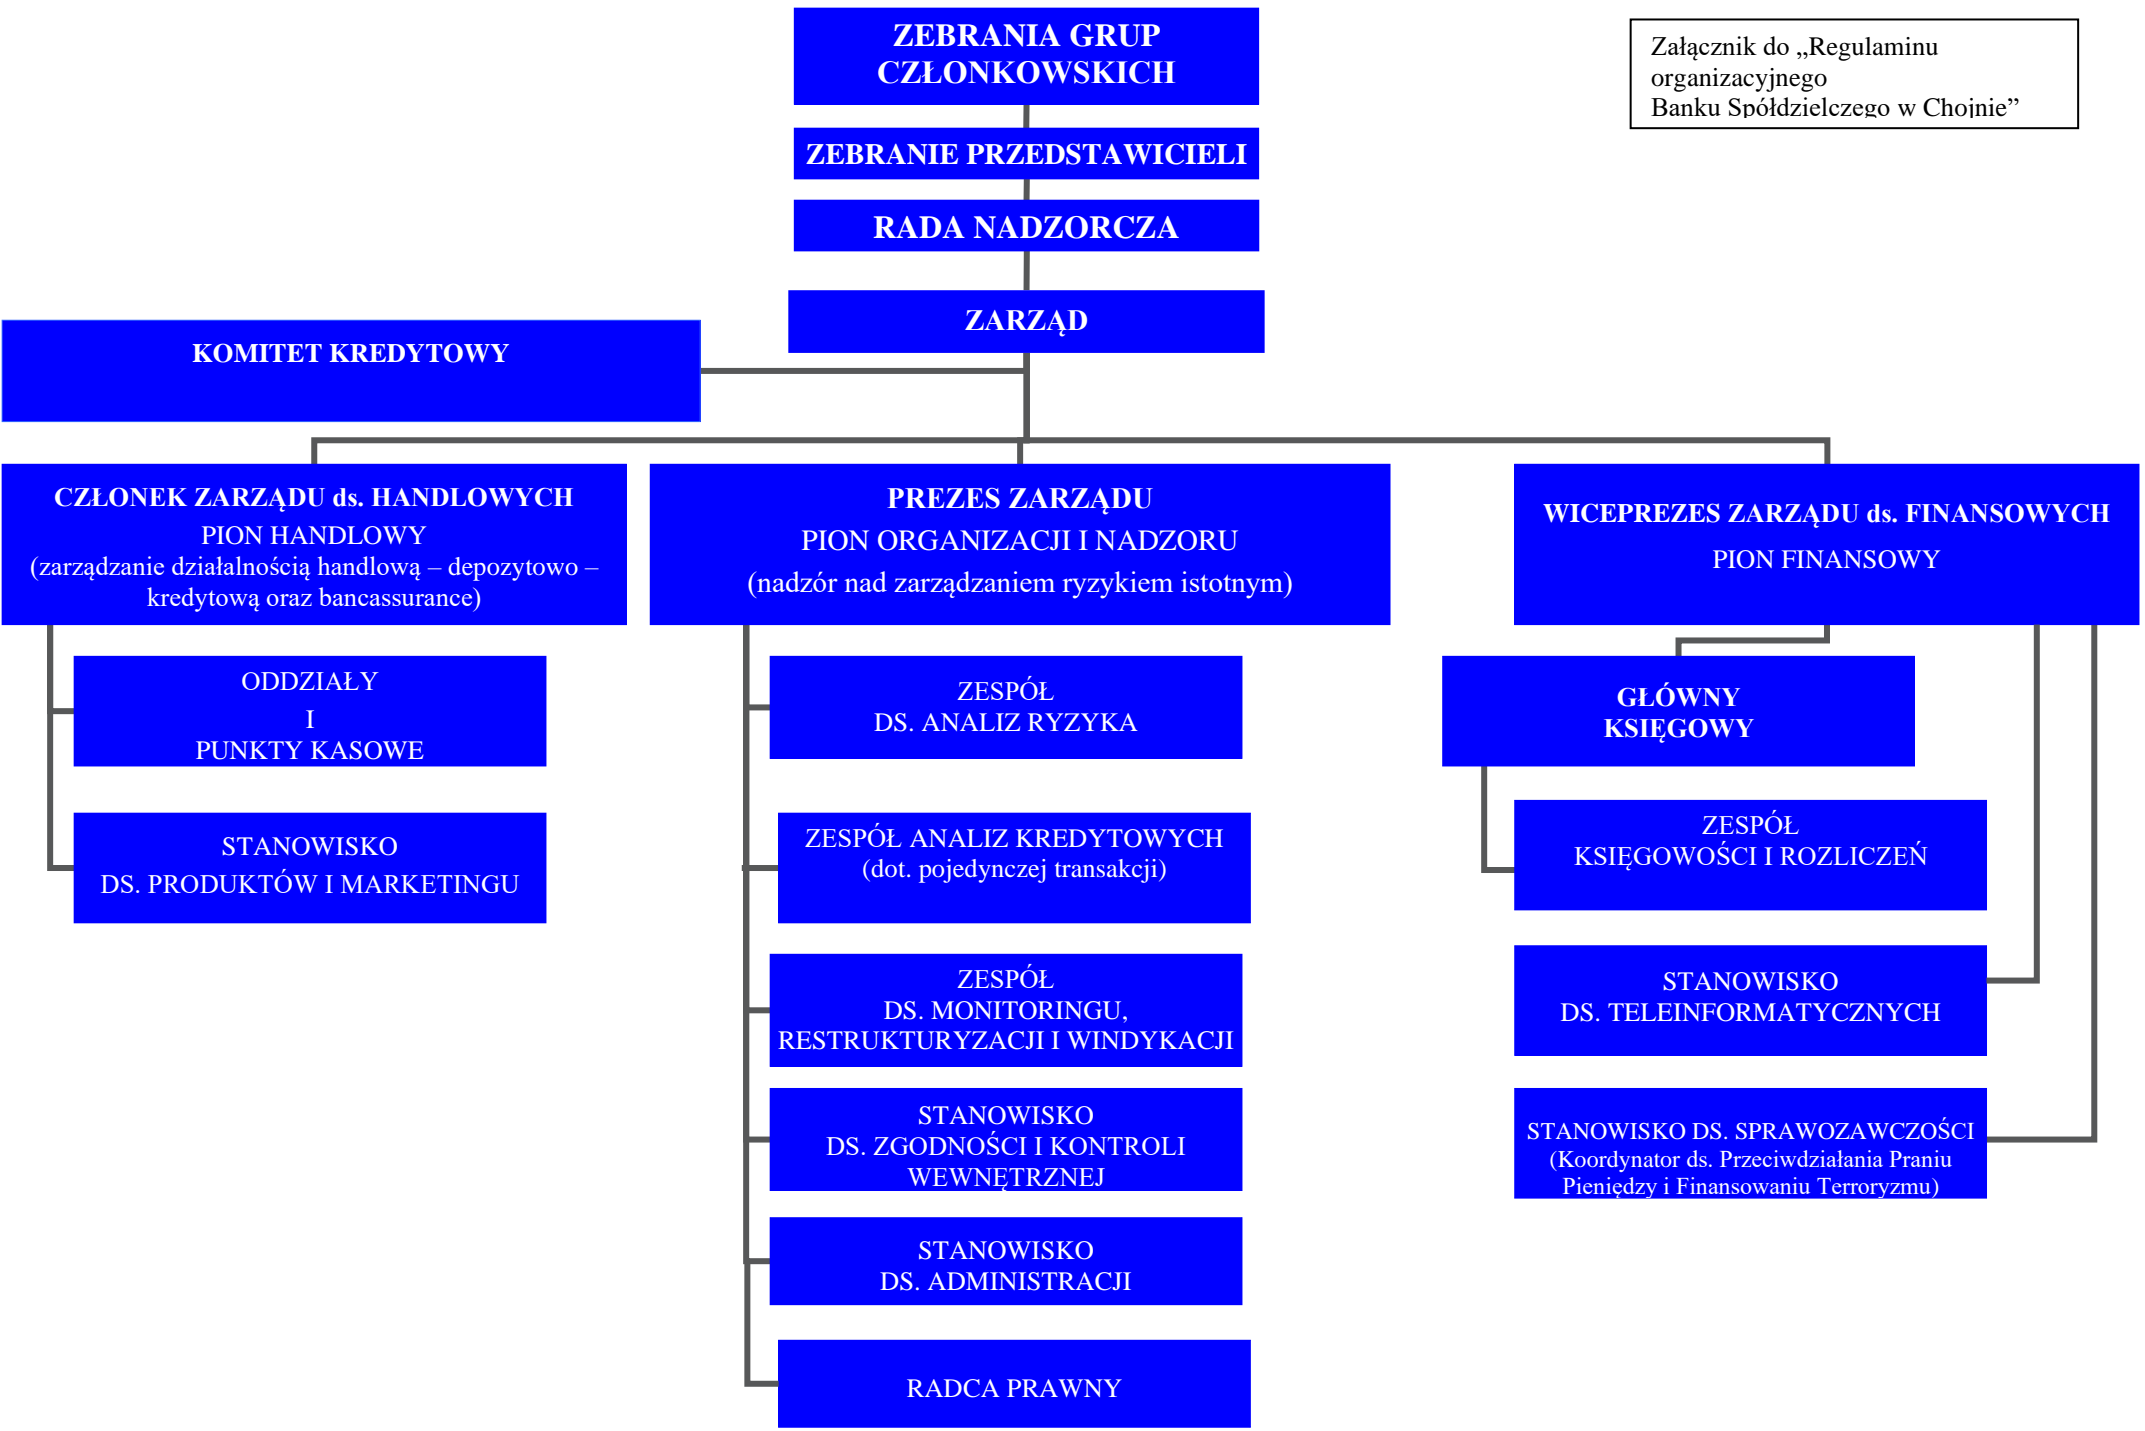 ZEBRANIA GRUP
CZŁONKOWSKICH
Załącznik do „Regulaminu
organizacyjnego
Banku Spółdzielczego w Chojnie”
ZEBRANIE PRZEDSTAWICIELI
RADA NADZORCZA
ZARZĄD
KOMITET KREDYTOWY
CZŁONEK ZARZĄDU ds. HANDLOWYCH
PION HANDLOWY
(zarządzanie działalnością handlową – depozytowo –
kredytową oraz bancassurance)
ODDZIAŁY
I
PUNKTY KASOWE
STANOWISKO
DS. PRODUKTÓW I MARKETINGU
PREZES ZARZĄDU
PION ORGANIZACJI I NADZORU
(nadzór nad zarządzaniem ryzykiem istotnym)
ZESPÓŁ
DS. ANALIZ RYZYKA
ZESPÓŁ ANALIZ KREDYTOWYCH
(dot. pojedynczej transakcji)
ZESPÓŁ
DS. MONITORINGU,
RESTRUKTURYZACJI I WINDYKACJI
STANOWISKO
DS. ZGODNOŚCI I KONTROLI
WEWNĘTRZNEJ
STANOWISKO
DS. ADMINISTRACJI
RADCA PRAWNY
WICEPREZES ZARZĄDU ds. FINANSOWYCH
PION FINANSOWY
GŁÓWNY
KSIĘGOWY
ZESPÓŁ
KSIĘGOWOŚCI I ROZLICZEŃ
STANOWISKO
DS. TELEINFORMATYCZNYCH
STANOWISKO DS. SPRAWOZAWCZOŚCI
(Koordynator ds. Przeciwdziałania Praniu
Pieniędzy i Finansowaniu Terroryzmu)